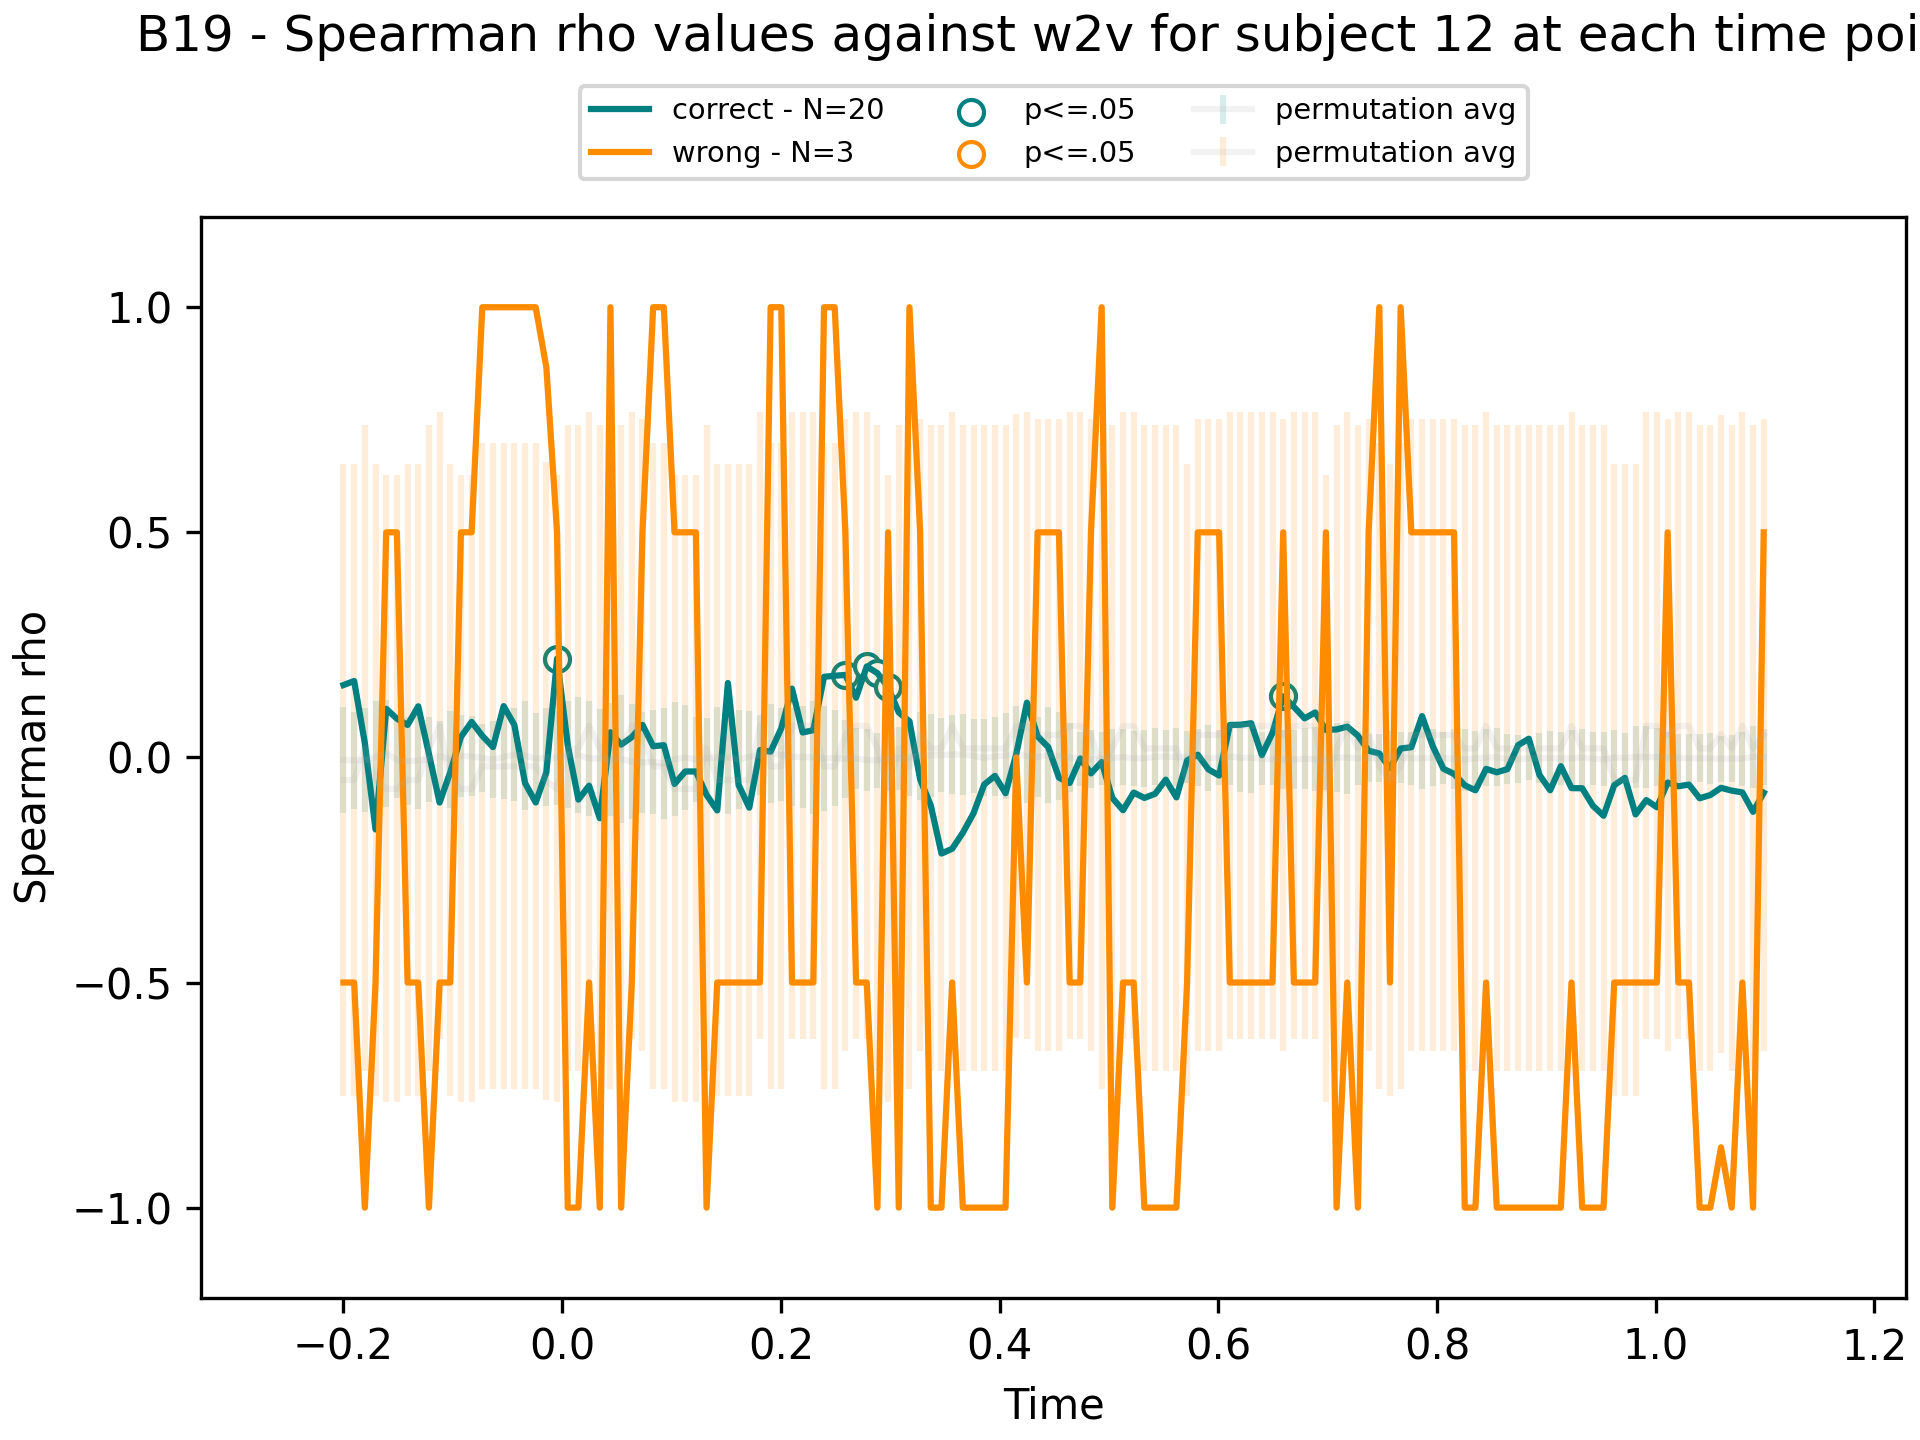 B19 - Spearman rho values against w2v for subject 12 at each time poi
correct - N=20
wrong - N=3
p<=.05
p<=.05
permutation avg
permutation avg
Spearman rho
1.0
0.5
0.0
−0.5
−1.0
−0.2
0.0
0.2
0.4
0.6
0.8
1.0
1.2
Time